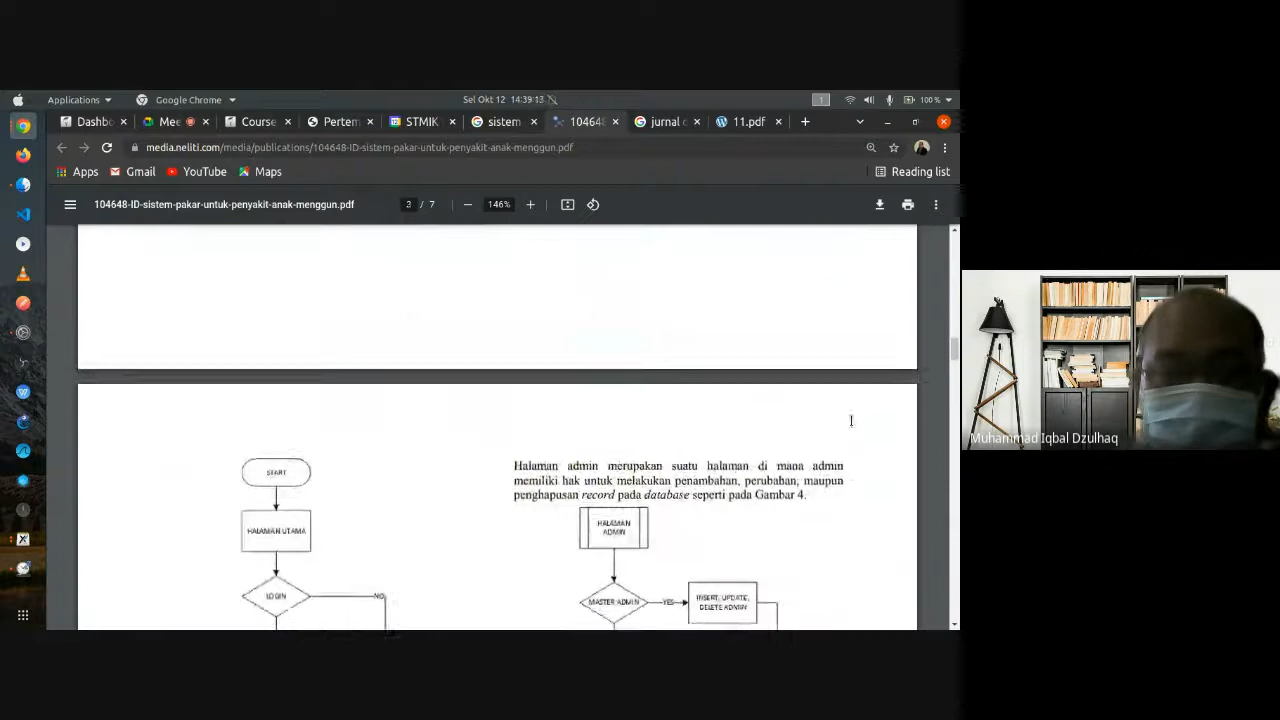 Applications
Google Chrome
Sel Okt 12 14:39:13
1
100 %
Dashbo
Mee
Course
Pertem
STMIK
sistem
104648
jurnal c
11.pdf
media.neliti.com/media/publications/104648-ID-sistem-pakar-untuk-penyakit-anak-menggun.pdf
Apps
Gmail
YouTube
Maps
Reading list
104648-ID-sistem-pakar-untuk-penyakit-anak-menggun.pdf
3 / 7
146%
START
HALAMAN UTAMA
LOGIN
NO
Halaman admin merupakan suatu halaman di mana admin
memiliki hak untuk melakukan penambahan, perubahan, maupun
penghapusan record pada database seperti pada Gambar 4.
HALAMAN
ADMIN
MASTER ADMIN
YES
INSERT, UPDATE,
DELETE ADMIN
Muhammad Iqbal Dzulhaq